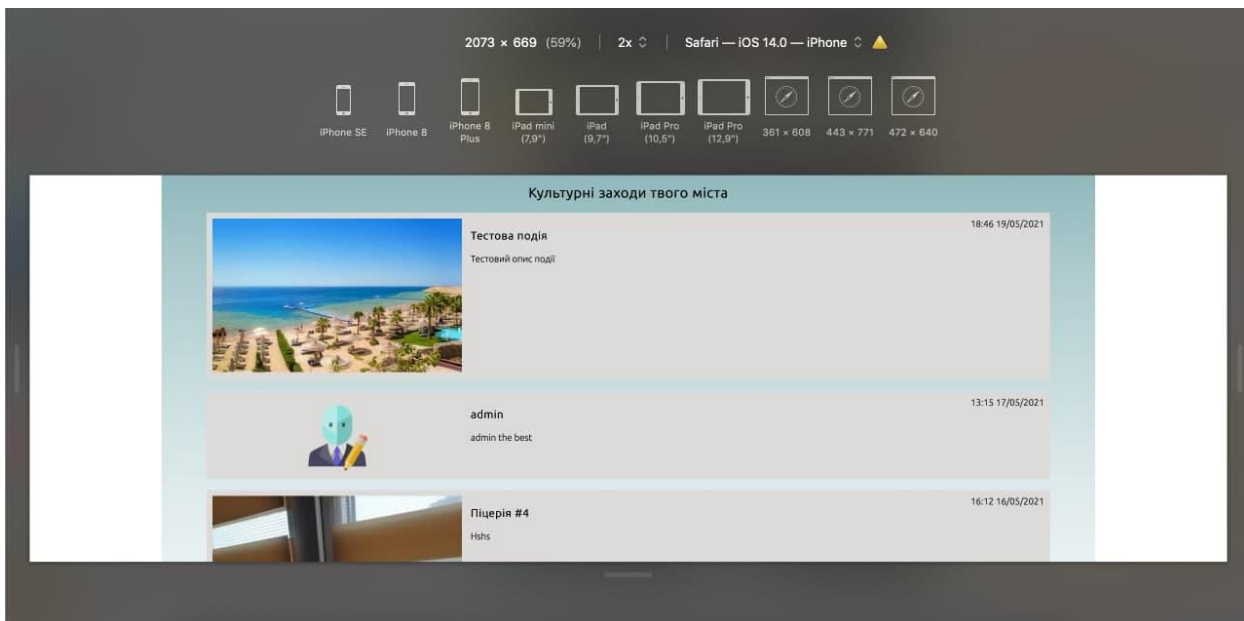 2073 × 669 (59%) 2x Safari — iOS 14.0 — iPhone
iPhone SE
iPhone 8
iPhone 8
Plus
iPad mini
(7,9")
iPad
(9,7")
iPad Pro
(10,5")
iPad Pro
(12,9")
361 × 608
443 × 771
472 × 640
Культурні заходи твого міста
18:46 19/05/2021
Тестова подія
Тестовий опис події
13:15 17/05/2021
admin
admin the best
16:12 16/05/2021
Піцерія #4
Hshs